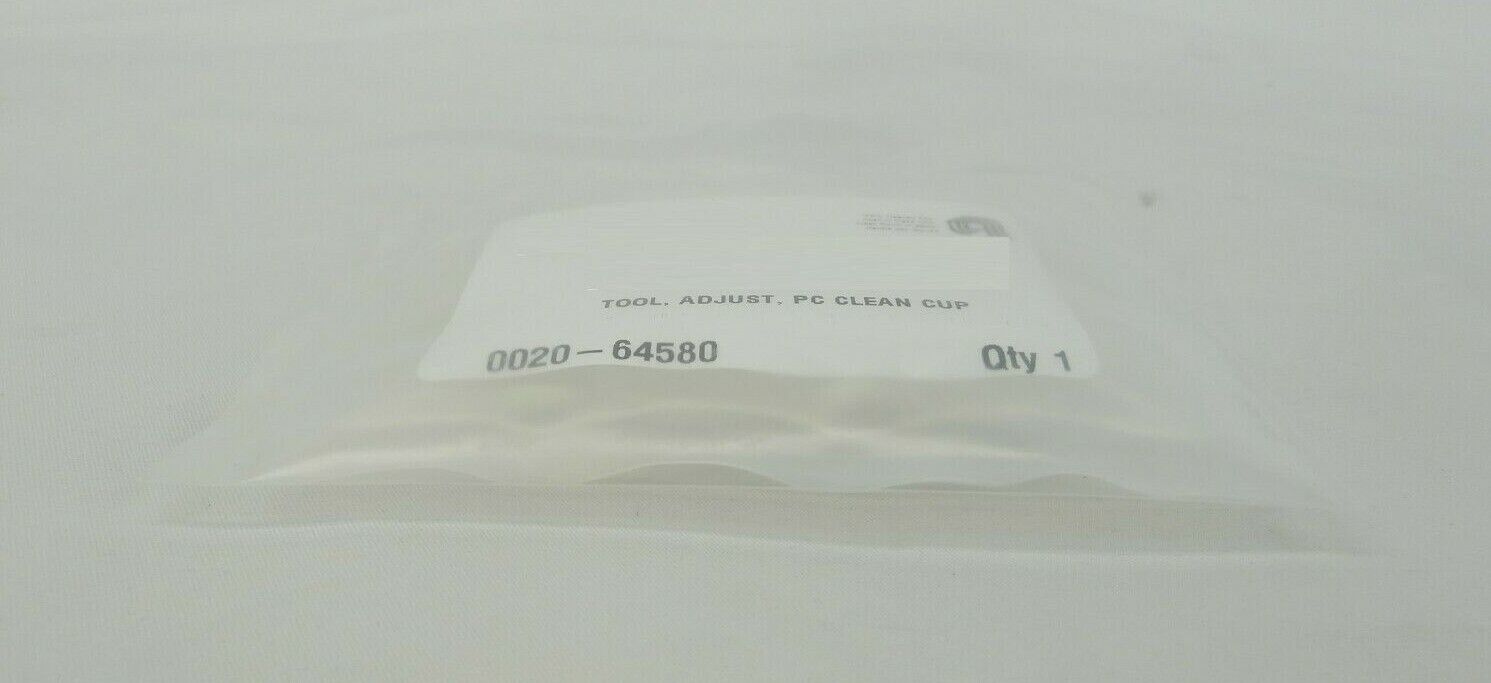 TOOL, ADJUST, PC CLEAN CUP
0020-64580
Qty 1